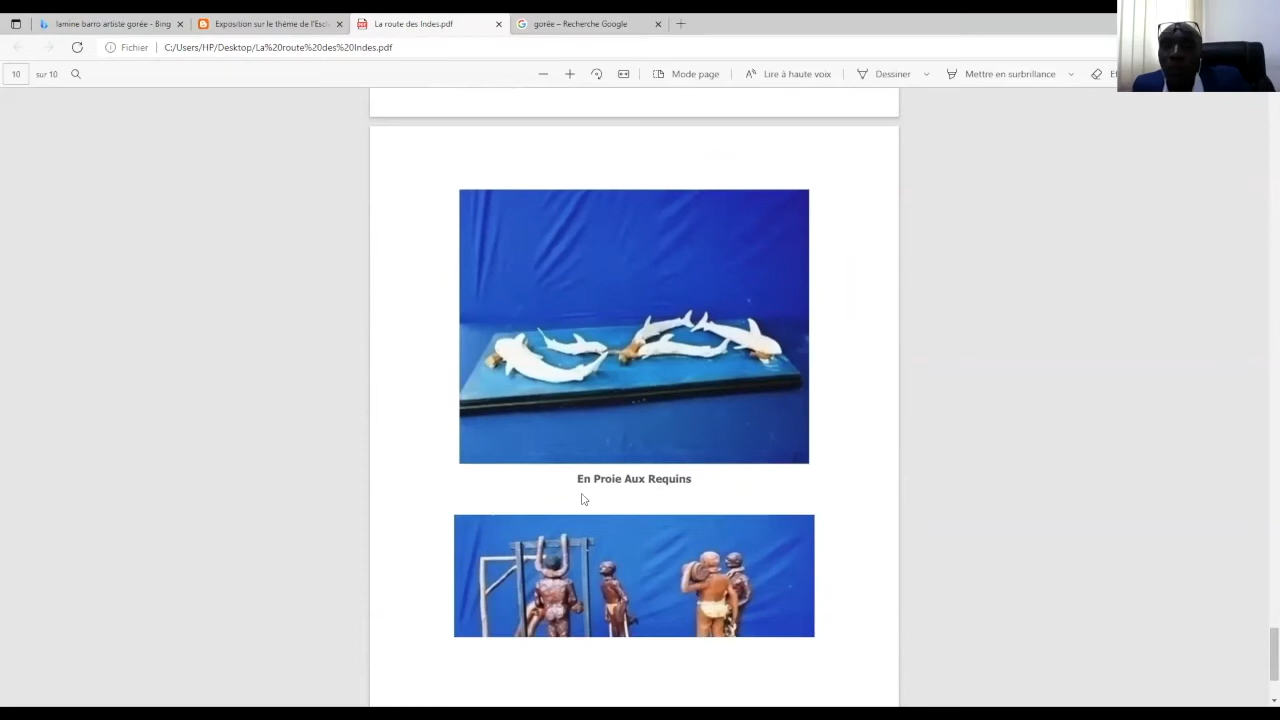 lamine barro artiste gorée - Bing
Exposition sur le thème de l'Escl
La route des Indes.pdf
gorée – Recherche Google
Fichier
C:/Users/HP/Desktop/La%20route%20des%20Indes.pdf
10 sur 10
Mode page
Lire à haute voix
Dessiner
Mettre en surbrillance
En Proie Aux Requins